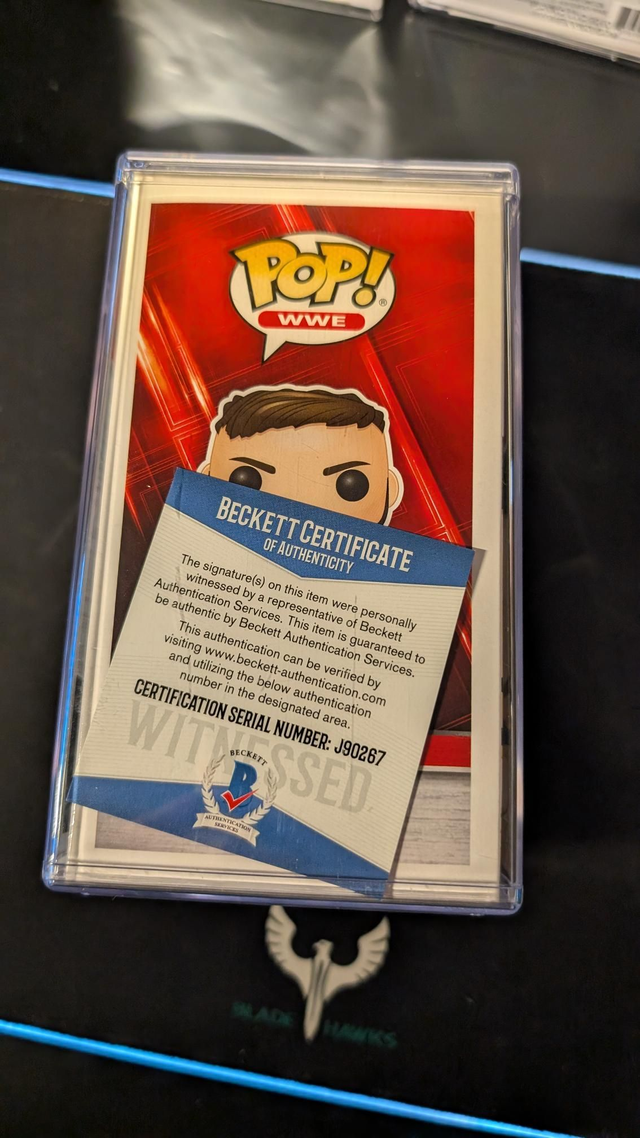 POP!
®
WWE
BECKETT CERTIFICATE
OF AUTHENTICITY
The signature(s) on this item were personally
witnessed by a representative of Beckett
Authentication Services. This item is guaranteed to
be authentic by Beckett Authentication Services.
This authentication can be verified by
visiting www.beckett-authentication.com
and utilizing the below authentication
number in the designated area.
CERTIFICATION SERIAL NUMBER: J90267
WITNESSED
BECKETT
B
AUTHENTICATION
SERVICES
BLADE HAWKS